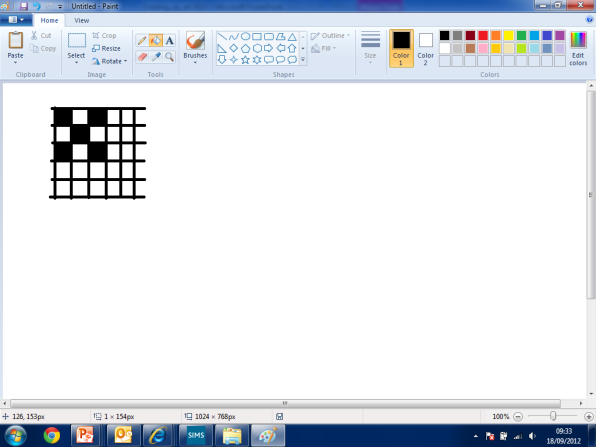 Untitled - Paint
Home View
Paste
Cut
Copy
Clipboard
Select
Crop
Resize
Rotate
Image
A
Tools
Brushes
Outline
Fill
Shapes
Size
Color 1
Color 2
Edit colors
Colors
126, 153px
1 × 154px
1024 × 768px
100%
SIMS
09:33
18/09/2012